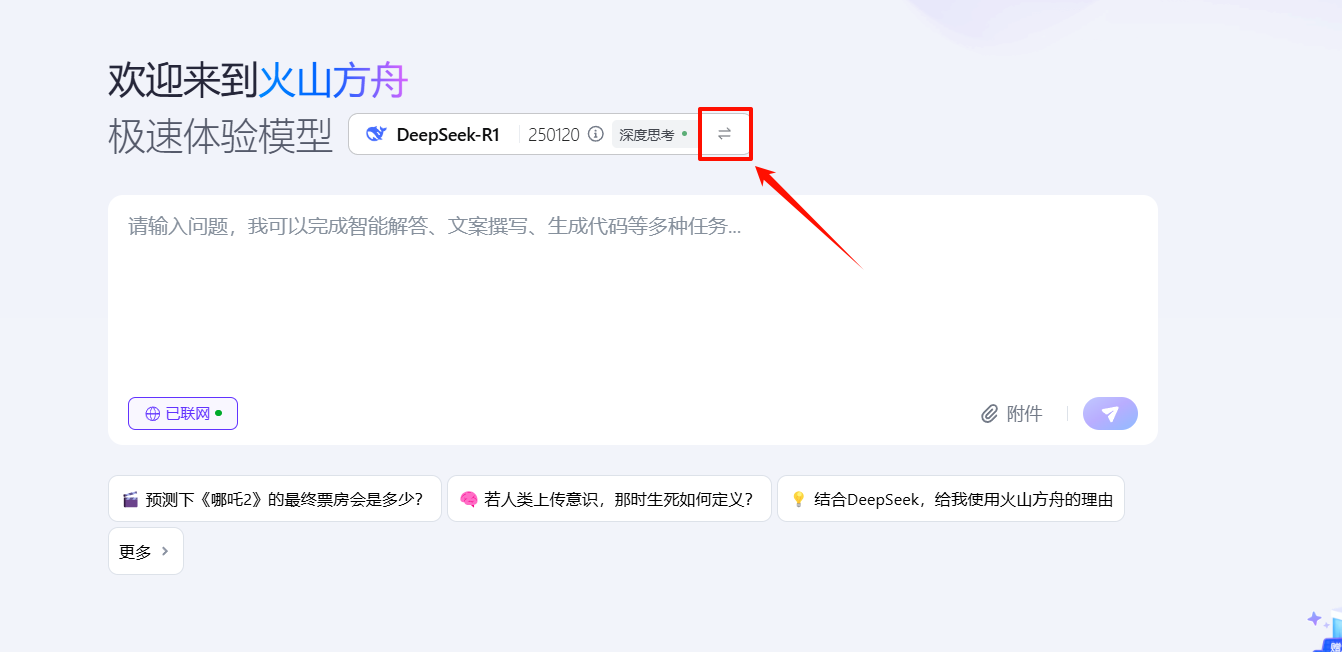 欢迎来到火山方舟
极速体验模型 DeepSeek-R1 250120 深度思考
请输入问题，我可以完成智能解答、文案撰写、生成代码等多种任务...
已联网 附件
预测下《哪吒2》的最终票房会是多少？ 若人类上传意识，那时生死如何定义？ 结合DeepSeek，给我使用火山方舟的理由
更多